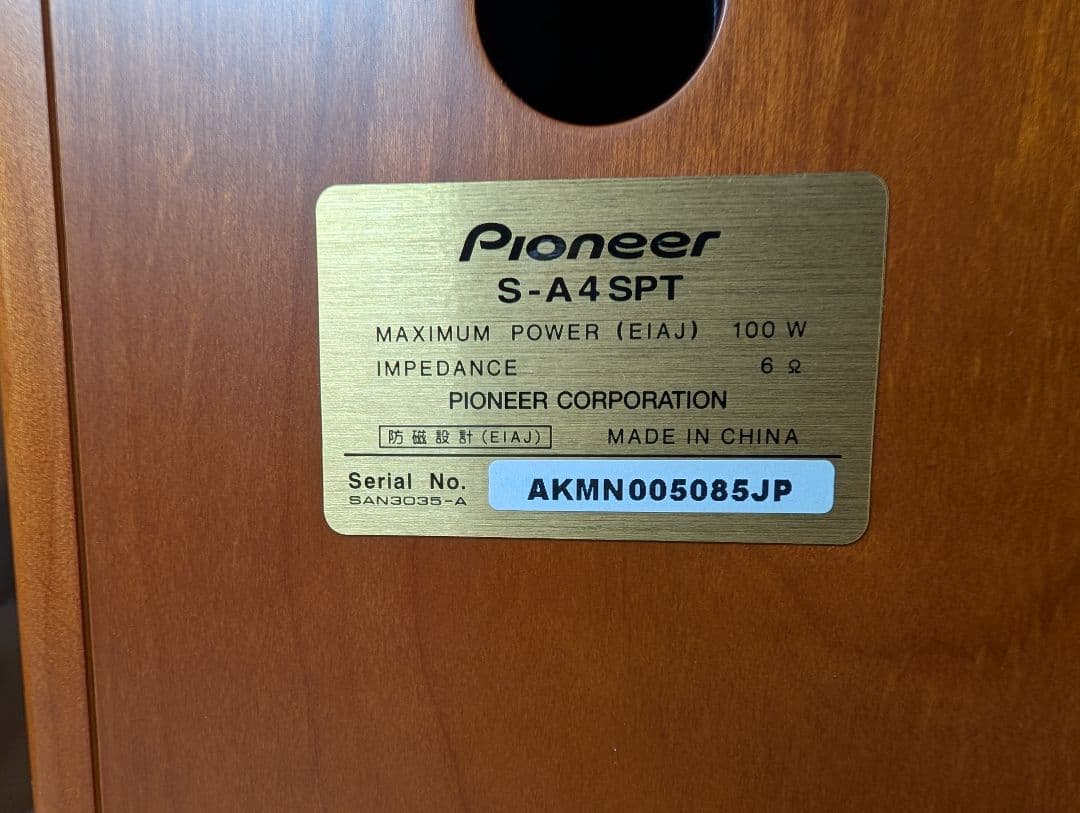 Pioneer
S-A4SPT
MAXIMUM POWER (EIAJ) 100 W
IMPEDANCE 6 Ω
PIONEER CORPORATION
防磁設計(EIAJ) MADE IN CHINA
Serial No. AKMN005085JP
SAN3035-A